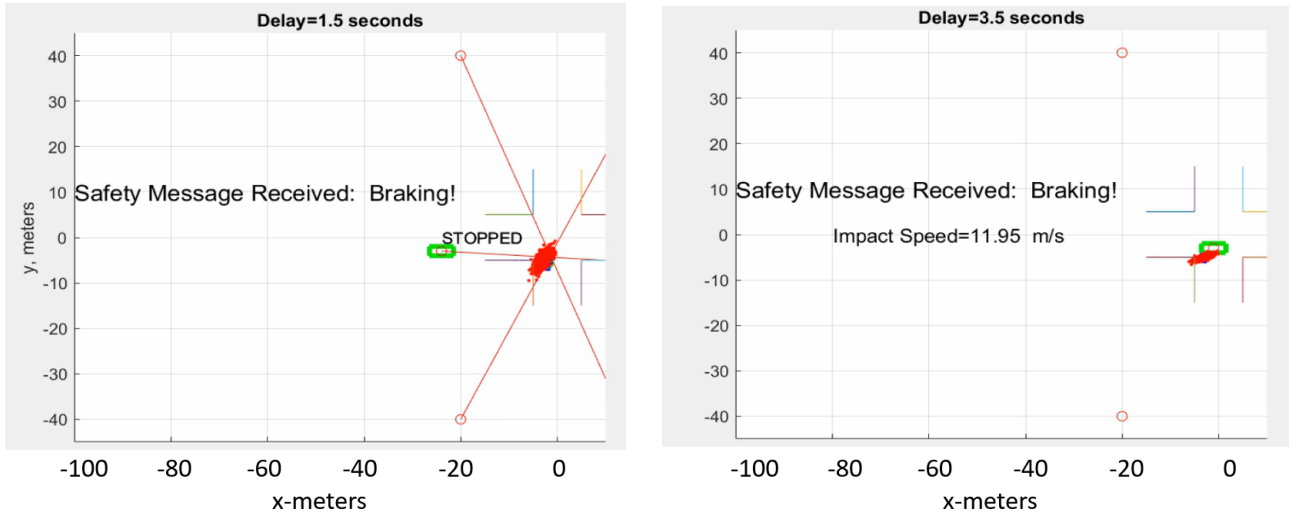 Delay=1.5 seconds
40
30
20
10
0
-10
-20
-30
-40
y, meters
Safety Message Received: Braking!
STOPPED
-100 -80 -60 -40 -20 0
x-meters
Delay=3.5 seconds
40
30
20
10
0
-10
-20
-30
-40
Safety Message Received: Braking!
Impact Speed=11.95 m/s
-100 -80 -60 -40 -20 0
x-meters